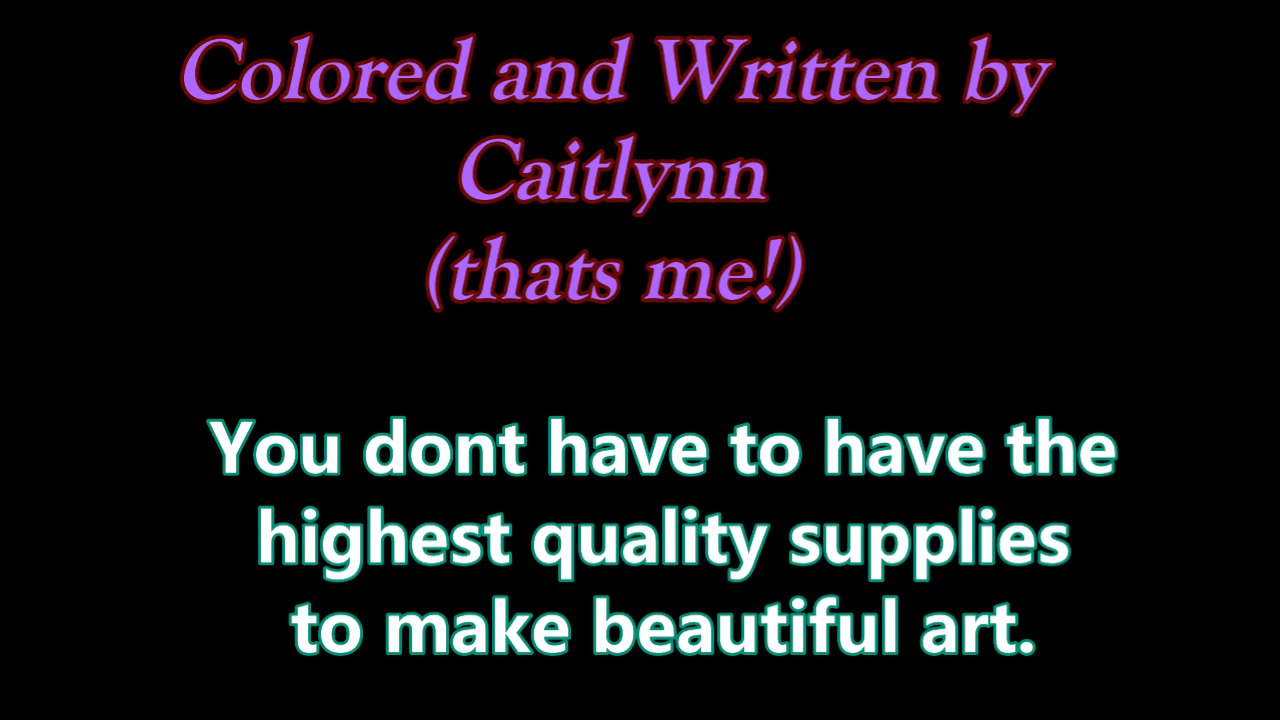 Colored and Written by
Caitlynn
(thats me!)
You dont have to have the
highest quality supplies
to make beautiful art.